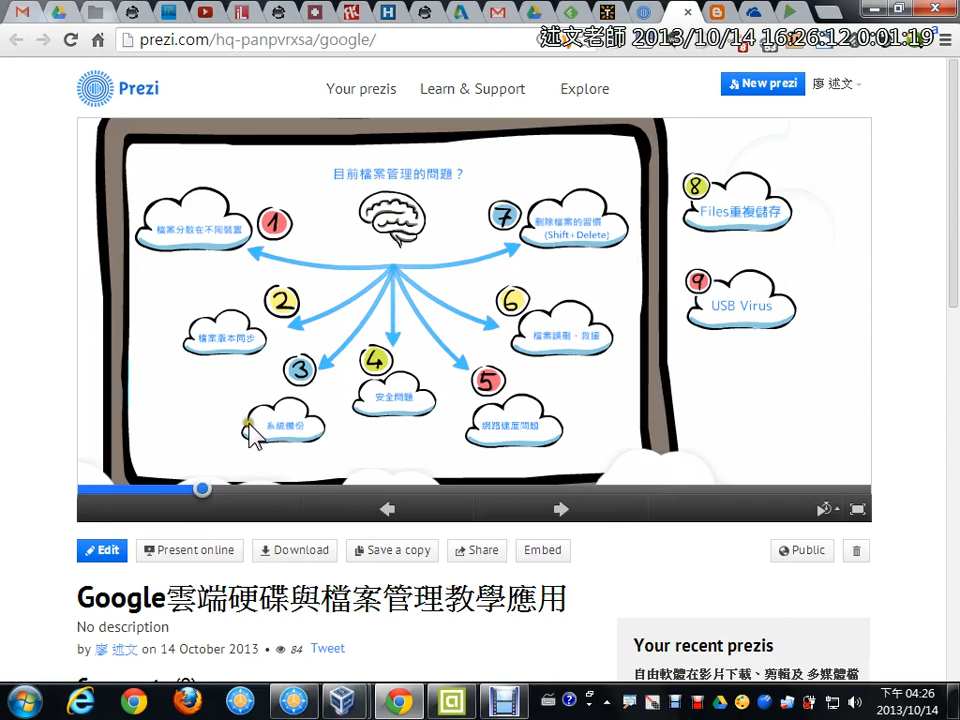 prezi.com/hq-panpvrxsa/google/
述文老師 2013/10/14 16:26:12 0:01:19
Prezi
Your prezis
Learn & Support
Explore
New prezi
廖 述文
目前檔案管理的問題？
1
檔案分散在不同裝置
7
刪除檔案的習慣
(Shift+Delete)
8
Files重複儲存
2
檔案版本同步
6
檔案誤刪、救援
9
USB Virus
3
系統備份
4
安全問題
5
網路速度問題
Edit
Present online
Download
Save a copy
Share
Embed
Public
Google雲端硬碟與檔案管理教學應用
No description
by 廖 述文 on 14 October 2013 • 84 Tweet
Your recent prezis
自由軟體在影片下載、剪輯及 多媒體檔
下午 04:26
2013/10/14